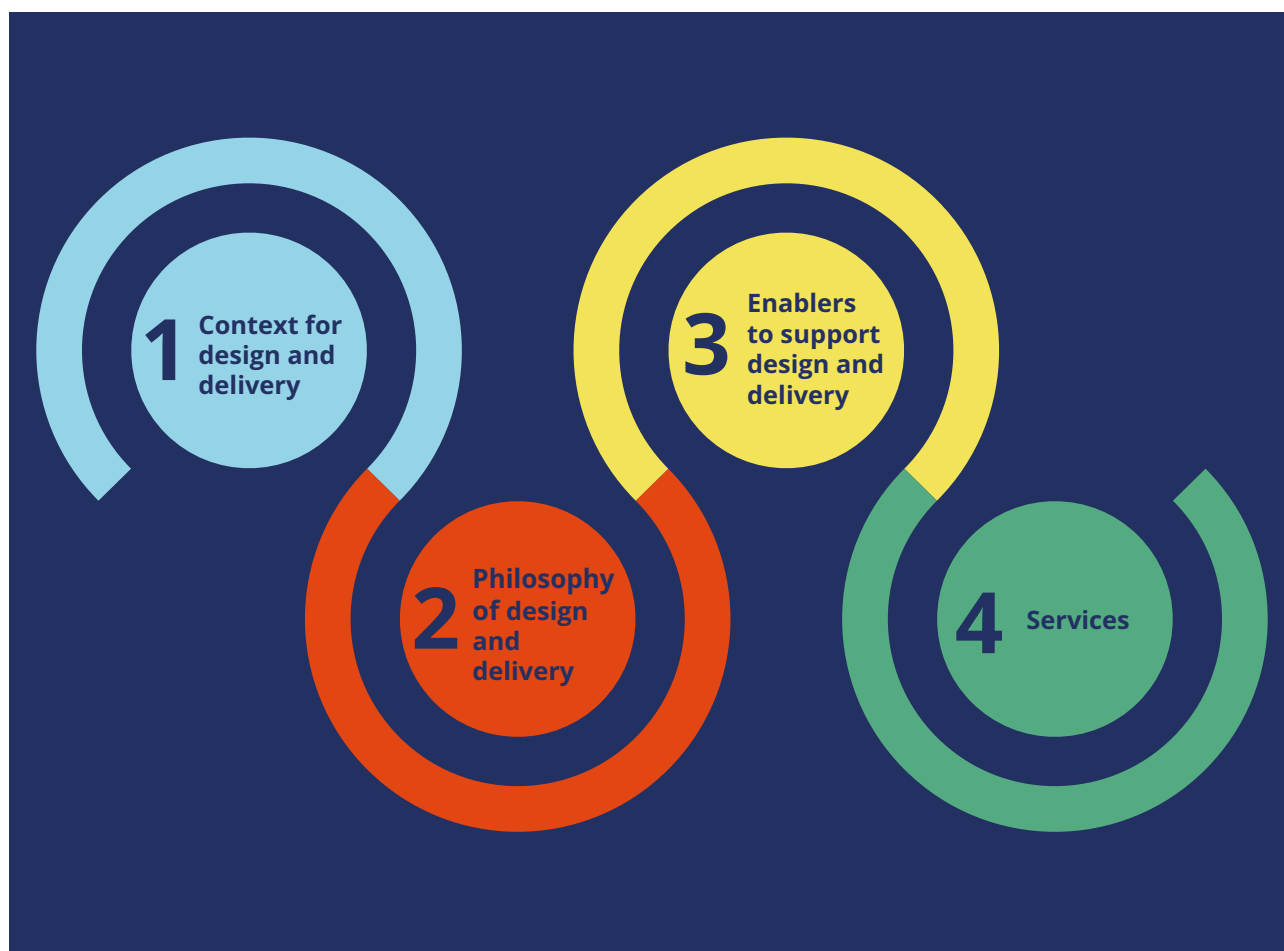 1
Context for
design and
delivery
2
Philosophy
of design
and
delivery
3
Enablers
to support
design and
delivery
4
Services